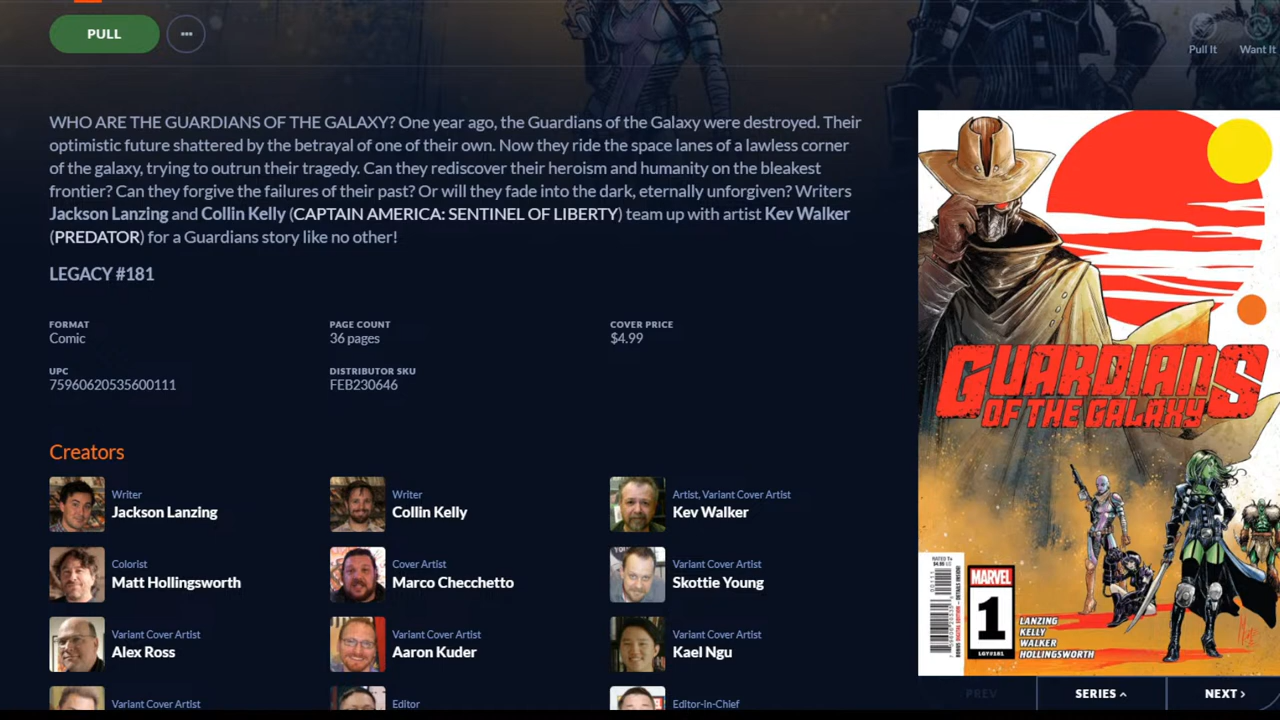 PULL
...
Pull It
Want It
WHO ARE THE GUARDIANS OF THE GALAXY? One year ago, the Guardians of the Galaxy were destroyed. Their
optimistic future shattered by the betrayal of one of their own. Now they ride the space lanes of a lawless corner
of the galaxy, trying to outrun their tragedy. Can they rediscover their heroism and humanity on the bleakest
frontier? Can they forgive the failures of their past? Or will they fade into the dark, eternally unforgiven? Writers
Jackson Lanzing and Collin Kelly (CAPTAIN AMERICA: SENTINEL OF LIBERTY) team up with artist Kev Walker
(PREDATOR) for a Guardians story like no other!
LEGACY #181
FORMAT
Comic
PAGE COUNT
36 pages
COVER PRICE
$4.99
UPC
75960620535600111
DISTRIBUTOR SKU
FEB230646
Creators
Writer
Jackson Lanzing
Writer
Collin Kelly
Artist, Variant Cover Artist
Kev Walker
Colorist
Matt Hollingsworth
Cover Artist
Marco Checchetto
Variant Cover Artist
Skottie Young
Variant Cover Artist
Alex Ross
Variant Cover Artist
Aaron Kuder
Variant Cover Artist
Kael Ngu
Variant Cover Artist
Editor
Editor-in-Chief
GUARDIANS
OF THE GALAXY
MARVEL
1
LGY#181
LANZING
KELLY
WALKER
HOLLINGSWORTH
PREV
SERIES
NEXT